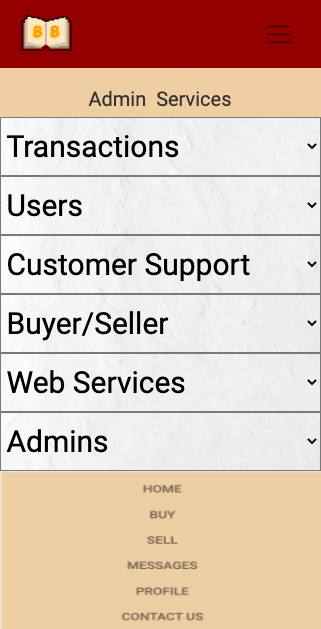 B B
Admin Services
Transactions
Users
Customer Support
Buyer/Seller
Web Services
Admins
HOME
BUY
SELL
MESSAGES
PROFILE
CONTACT US